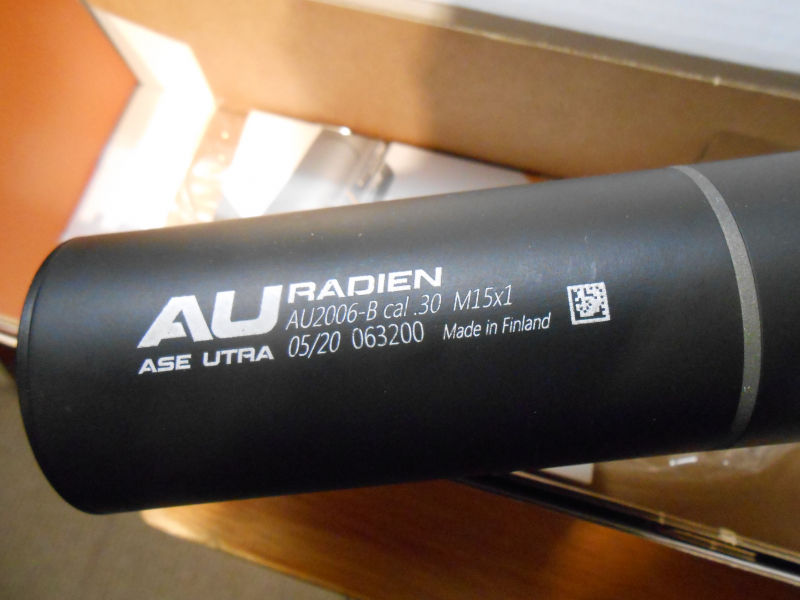 AU RADIEN
AU2006-B cal .30 M15x1
ASE UTRA 05/20 063200 Made in Finland